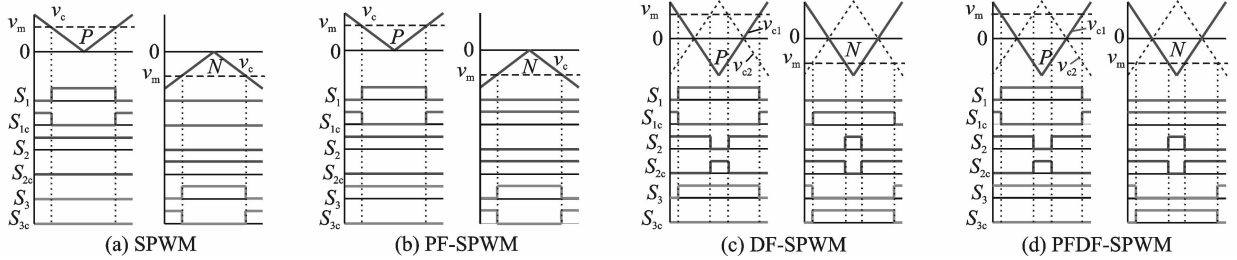 v_m v_c P 0
0 v_m N v_c
S_1
S_1c
S_2
S_2c
S_3
S_3c
(a) SPWM
v_m v_c P 0
0 v_m N v_c
S_1
S_1c
S_2
S_2c
S_3
S_3c
(b) PF-SPWM
v_m 0 P v_c1 v_c2
0 v_m N
S_1
S_1c
S_2
S_2c
S_3
S_3c
(c) DF-SPWM
v_m 0 P v_c1 v_c2
0 v_m N
S_1
S_1c
S_2
S_2c
S_3
S_3c
(d) PFDF-SPWM